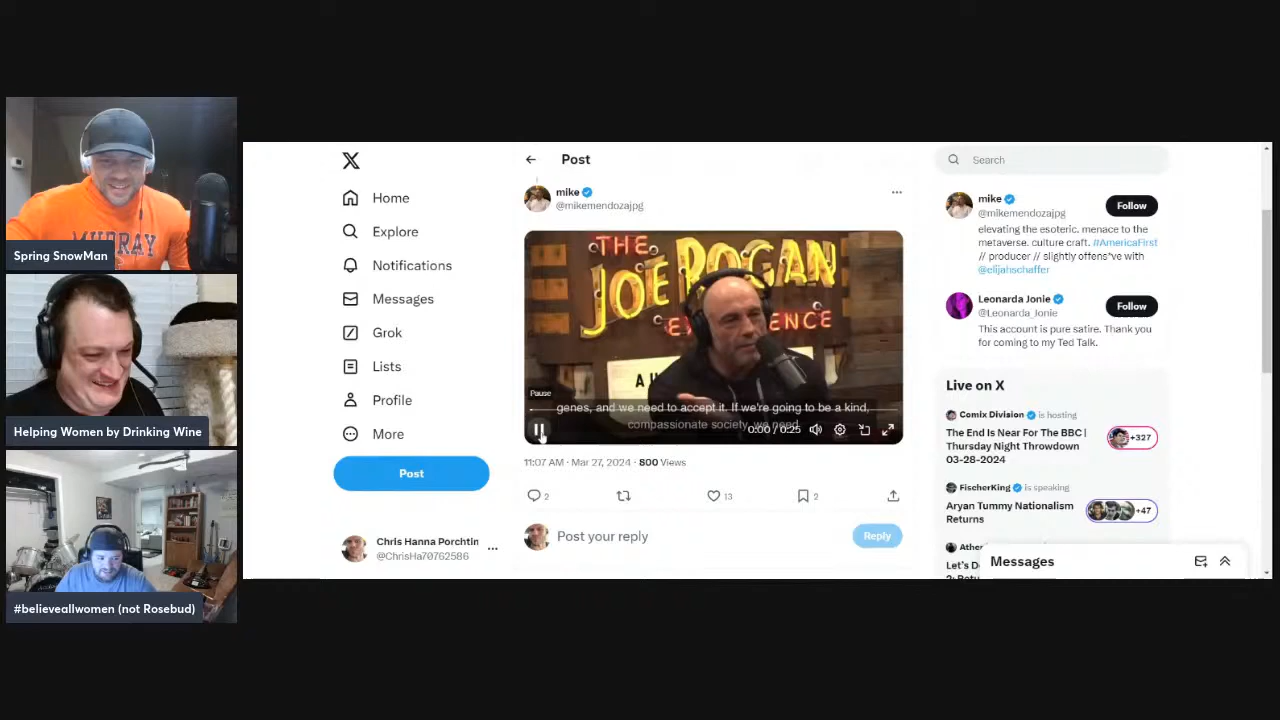 MURRAY
Spring SnowMan
Helping Women by Drinking Wine
#believeallwomen (not Rosebud)
Home
Explore
Notifications
Messages
Grok
Lists
Profile
More
Post
Chris Hanna Porchtin
@ChrisHa70762586
...
Post
mike
@mikemendozajpg
THE
JOE ROGAN
EXPERIENCE
Pause
genes, and we need to accept it. If we're going to be a kind,
compassionate society, we need
0:00 / 0:25
11:07 AM · Mar 27, 2024 · 800 Views
2
13
2
Post your reply
Reply
Search
mike
@mikemendozajpg
Follow
elevating the esoteric. menace to the
metaverse. culture craft. #AmericaFirst
// producer // slightly offens*ve with
@elijahschaffer
Leonarda Jonie
@Leonarda_Jonie
Follow
This account is pure satire. Thank you
for coming to my Ted Talk.
Live on X
Comix Division is hosting
The End Is Near For The BBC |
Thursday Night Throwdown
03-28-2024
+327
FischerKing is speaking
Aryan Tummy Nationalism
Returns
+47
Messages